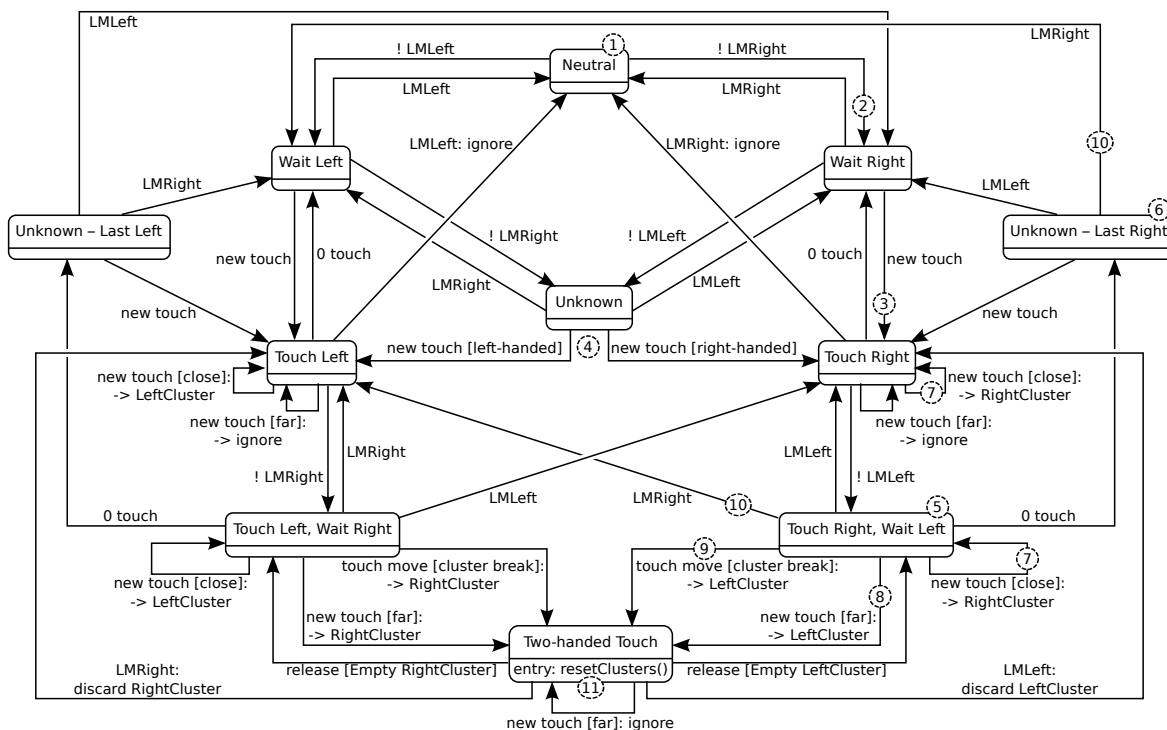 LMLeft
LMRight
1
! LMLeft
! LMRight
Neutral
LMLeft
LMRight
2
LMLeft: ignore
LMRight: ignore
10
Wait Left
Wait Right
LMRight
LMLeft
6
Unknown – Last Left
Unknown – Last Right
! LMRight
! LMLeft
new touch
0 touch
0 touch
new touch
LMRight
LMLeft
Unknown
new touch
3
new touch
4
new touch [left-handed]
new touch [right-handed]
Touch Left
Touch Right
new touch [close]:
-> LeftCluster
7
new touch [close]:
-> RightCluster
new touch [far]:
-> ignore
new touch [far]:
-> ignore
LMRight
LMLeft
! LMRight
! LMLeft
LMLeft
LMRight
10
5
0 touch
Touch Left, Wait Right
Touch Right, Wait Left
0 touch
9
7
touch move [cluster break]:
-> RightCluster
touch move [cluster break]:
-> LeftCluster
new touch [close]:
-> LeftCluster
new touch [close]:
-> RightCluster
8
new touch [far]:
-> RightCluster
new touch [far]:
-> LeftCluster
Two-handed Touch
entry: resetClusters()
release [Empty RightCluster]
release [Empty LeftCluster]
LMRight:
discard RightCluster
LMLeft:
discard LeftCluster
11
new touch [far]: ignore